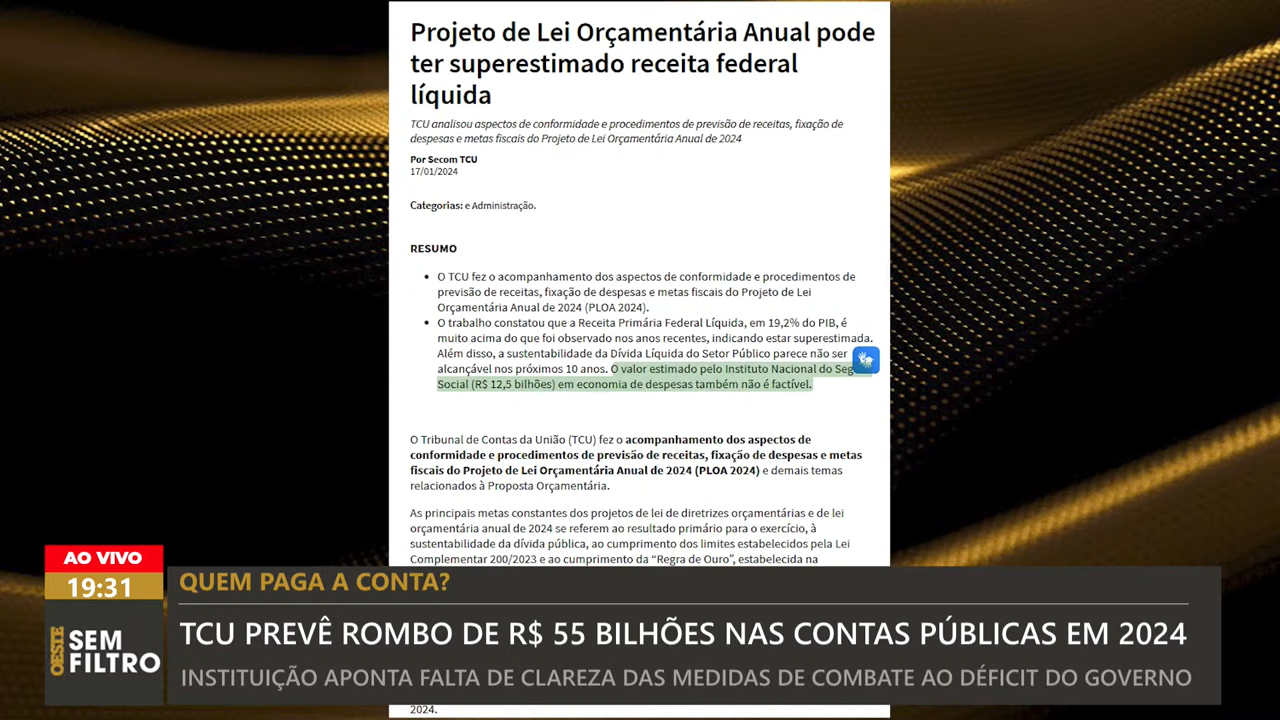 Projeto de Lei Orçamentária Anual pode
ter superestimado receita federal
líquida
TCU analisou aspectos de conformidade e procedimentos de previsão de receitas, fixação de
despesas e metas fiscais do Projeto de Lei Orçamentária Anual de 2024
Por Secom TCU
17/01/2024
Categorias: e Administração.
RESUMO
• O TCU fez o acompanhamento dos aspectos de conformidade e procedimentos de
previsão de receitas, fixação de despesas e metas fiscais do Projeto de Lei
Orçamentária Anual de 2024 (PLOA 2024).
• O trabalho constatou que a Receita Primária Federal Líquida, em 19,2% do PIB, é
muito acima do que foi observado nos anos recentes, indicando estar superestimada.
Além disso, a sustentabilidade da Dívida Líquida do Setor Público parece não ser
alcançável nos próximos 10 anos. O valor estimado pelo Instituto Nacional do
Social (R$ 12,5 bilhões) em economia de despesas também não é factível.
O Tribunal de Contas da União (TCU) fez o acompanhamento dos aspectos de
conformidade e procedimentos de previsão de receitas, fixação de despesas e metas
fiscais do Projeto de Lei Orçamentária Anual de 2024 (PLOA 2024) e demais temas
relacionados à Proposta Orçamentária.
As principais metas constantes dos projetos de lei de diretrizes orçamentárias e de lei
orçamentária anual de 2024 se referem ao resultado primário para o exercício, à
sustentabilidade da dívida pública, ao cumprimento dos limites estabelecidos pela Lei
Complementar 200/2023 e ao cumprimento da “Regra de Ouro”, estabelecida na
AO VIVO
19:31
OESTE
SEM
FILTRO
QUEM PAGA A CONTA?
TCU PREVÊ ROMBO DE R$ 55 BILHÕES NAS CONTAS PÚBLICAS EM 2024
INSTITUIÇÃO APONTA FALTA DE CLAREZA DAS MEDIDAS DE COMBATE AO DÉFICIT DO GOVERNO
2024.